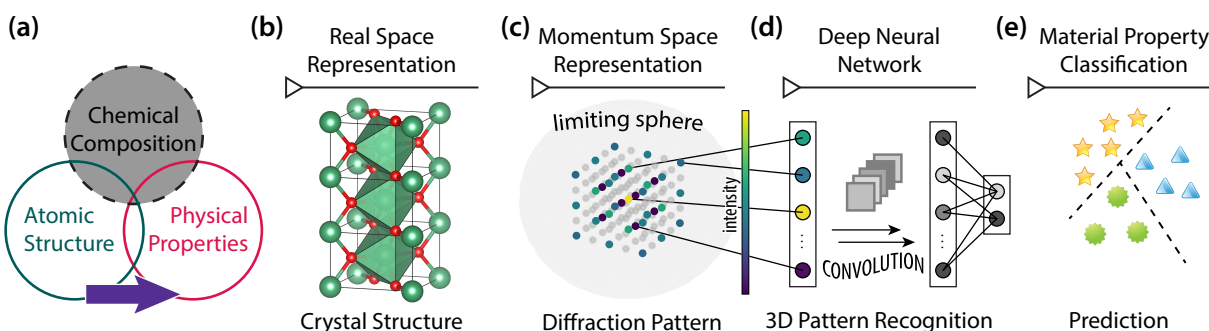 (a)
Chemical
Composition
Atomic
Structure
Physical
Properties
(b)
Real Space
Representation
Crystal Structure
(c)
Momentum Space
Representation
limiting sphere
intensity
Diffraction Pattern
(d)
Deep Neural
Network
...
...
CONVOLUTION
3D Pattern Recognition
(e)
Material Property
Classification
Prediction